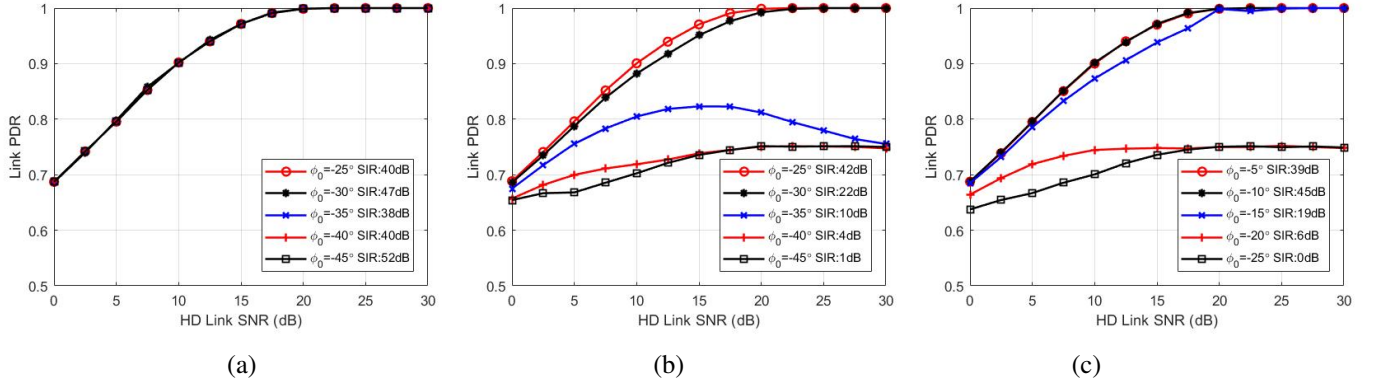 1
0.9
0.8
0.7
0.6
0.5
Link PDR
0 5 10 15 20 25 30
HD Link SNR (dB)
ϕ0=-25° SIR:40dB
ϕ0=-30° SIR:47dB
ϕ0=-35° SIR:38dB
ϕ0=-40° SIR:40dB
ϕ0=-45° SIR:52dB
(a)
1
0.9
0.8
0.7
0.6
0.5
Link PDR
0 5 10 15 20 25 30
HD Link SNR (dB)
ϕ0=-25° SIR:42dB
ϕ0=-30° SIR:22dB
ϕ0=-35° SIR:10dB
ϕ0=-40° SIR:4dB
ϕ0=-45° SIR:1dB
(b)
1
0.9
0.8
0.7
0.6
0.5
Link PDR
0 5 10 15 20 25 30
HD Link SNR (dB)
ϕ0=-5° SIR:39dB
ϕ0=-10° SIR:45dB
ϕ0=-15° SIR:19dB
ϕ0=-20° SIR:6dB
ϕ0=-25° SIR:0dB
(c)